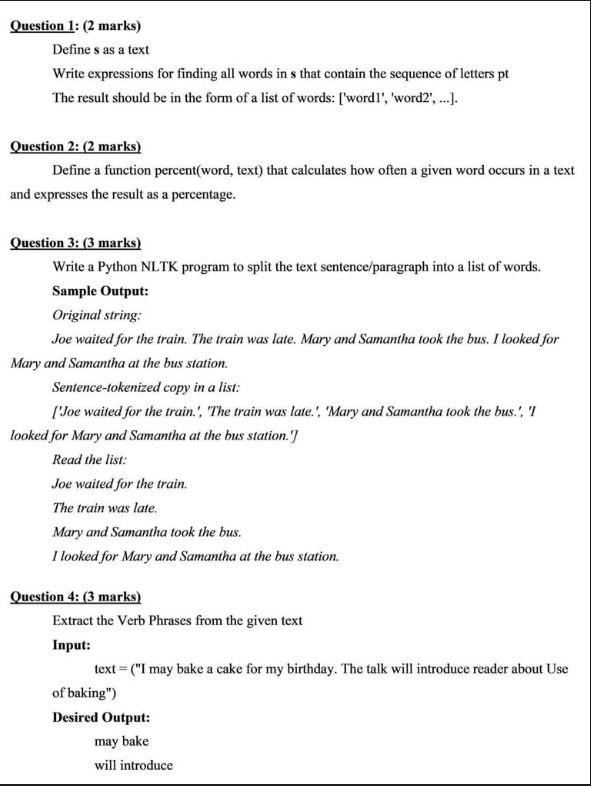 Question 1: (2 marks)
Define s as a text
Write expressions for finding all words in s that contain the sequence of letters pt
The result should be in the form of a list of words: ['word1', 'word2', ...].
Question 2: (2 marks)
Define a function percent(word, text) that calculates how often a given word occurs in a text
and expresses the result as a percentage.
Question 3: (3 marks)
Write a Python NLTK program to split the text sentence/paragraph into a list of words.
Sample Output:
Original string:
Joe waited for the train. The train was late. Mary and Samantha took the bus. I looked for
Mary and Samantha at the bus station.
Sentence-tokenized copy in a list:
['Joe waited for the train.', 'The train was late.', 'Mary and Samantha took the bus.', 'I
looked for Mary and Samantha at the bus station.']
Read the list:
Joe waited for the train.
The train was late.
Mary and Samantha took the bus.
I looked for Mary and Samantha at the bus station.
Question 4: (3 marks)
Extract the Verb Phrases from the given text
Input:
text = ("I may bake a cake for my birthday. The talk will introduce reader about Use
of baking")
Desired Output:
may bake
will introduce